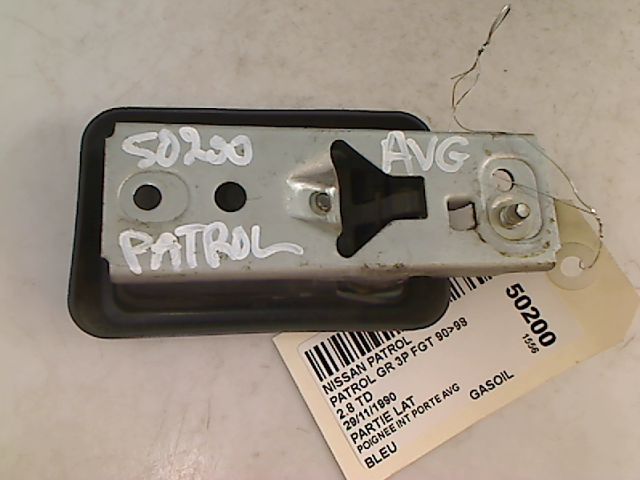 50200
AVG
PATROL
50200
1556
NISSAN PATROL
PATROL GR 3P FGT 90>98
2.8 TD
29/11/1990
PARTIE LAT
POIGNEE INT PORTE AVG
BLEU
GASOIL